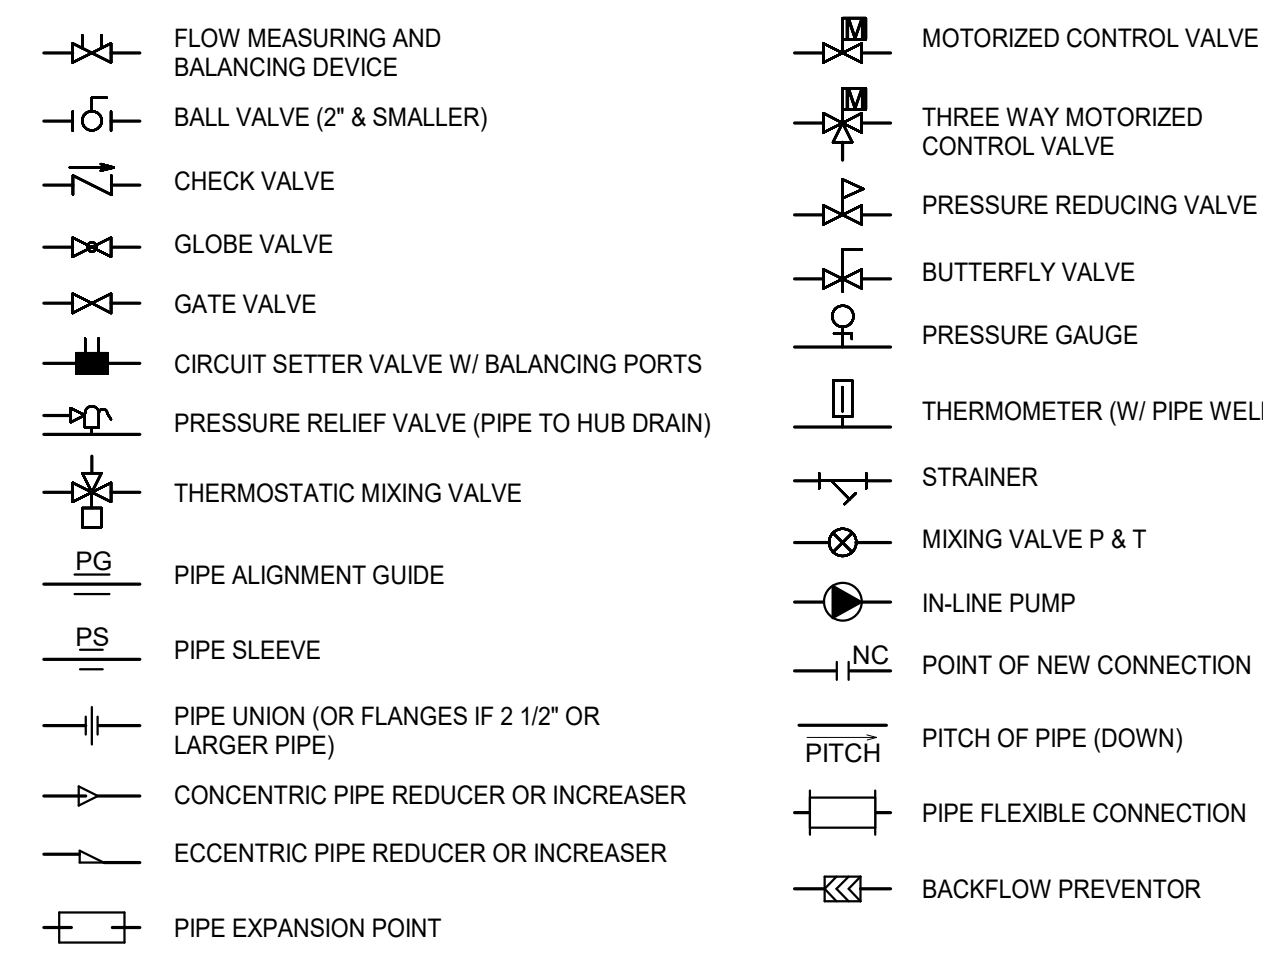 FLOW MEASURING AND
BALANCING DEVICE
BALL VALVE (2" & SMALLER)
CHECK VALVE
GLOBE VALVE
GATE VALVE
CIRCUIT SETTER VALVE W/ BALANCING PORTS
PRESSURE RELIEF VALVE (PIPE TO HUB DRAIN)
THERMOSTATIC MIXING VALVE
PG
PIPE ALIGNMENT GUIDE
PS
PIPE SLEEVE
PIPE UNION (OR FLANGES IF 2 1/2" OR
LARGER PIPE)
CONCENTRIC PIPE REDUCER OR INCREASER
ECCENTRIC PIPE REDUCER OR INCREASER
PIPE EXPANSION POINT
M
MOTORIZED CONTROL VALVE
M
THREE WAY MOTORIZED
CONTROL VALVE
PRESSURE REDUCING VALVE
BUTTERFLY VALVE
PRESSURE GAUGE
THERMOMETER (W/ PIPE WEL
STRAINER
MIXING VALVE P & T
IN-LINE PUMP
NC
POINT OF NEW CONNECTION
PITCH
PITCH OF PIPE (DOWN)
PIPE FLEXIBLE CONNECTION
BACKFLOW PREVENTOR